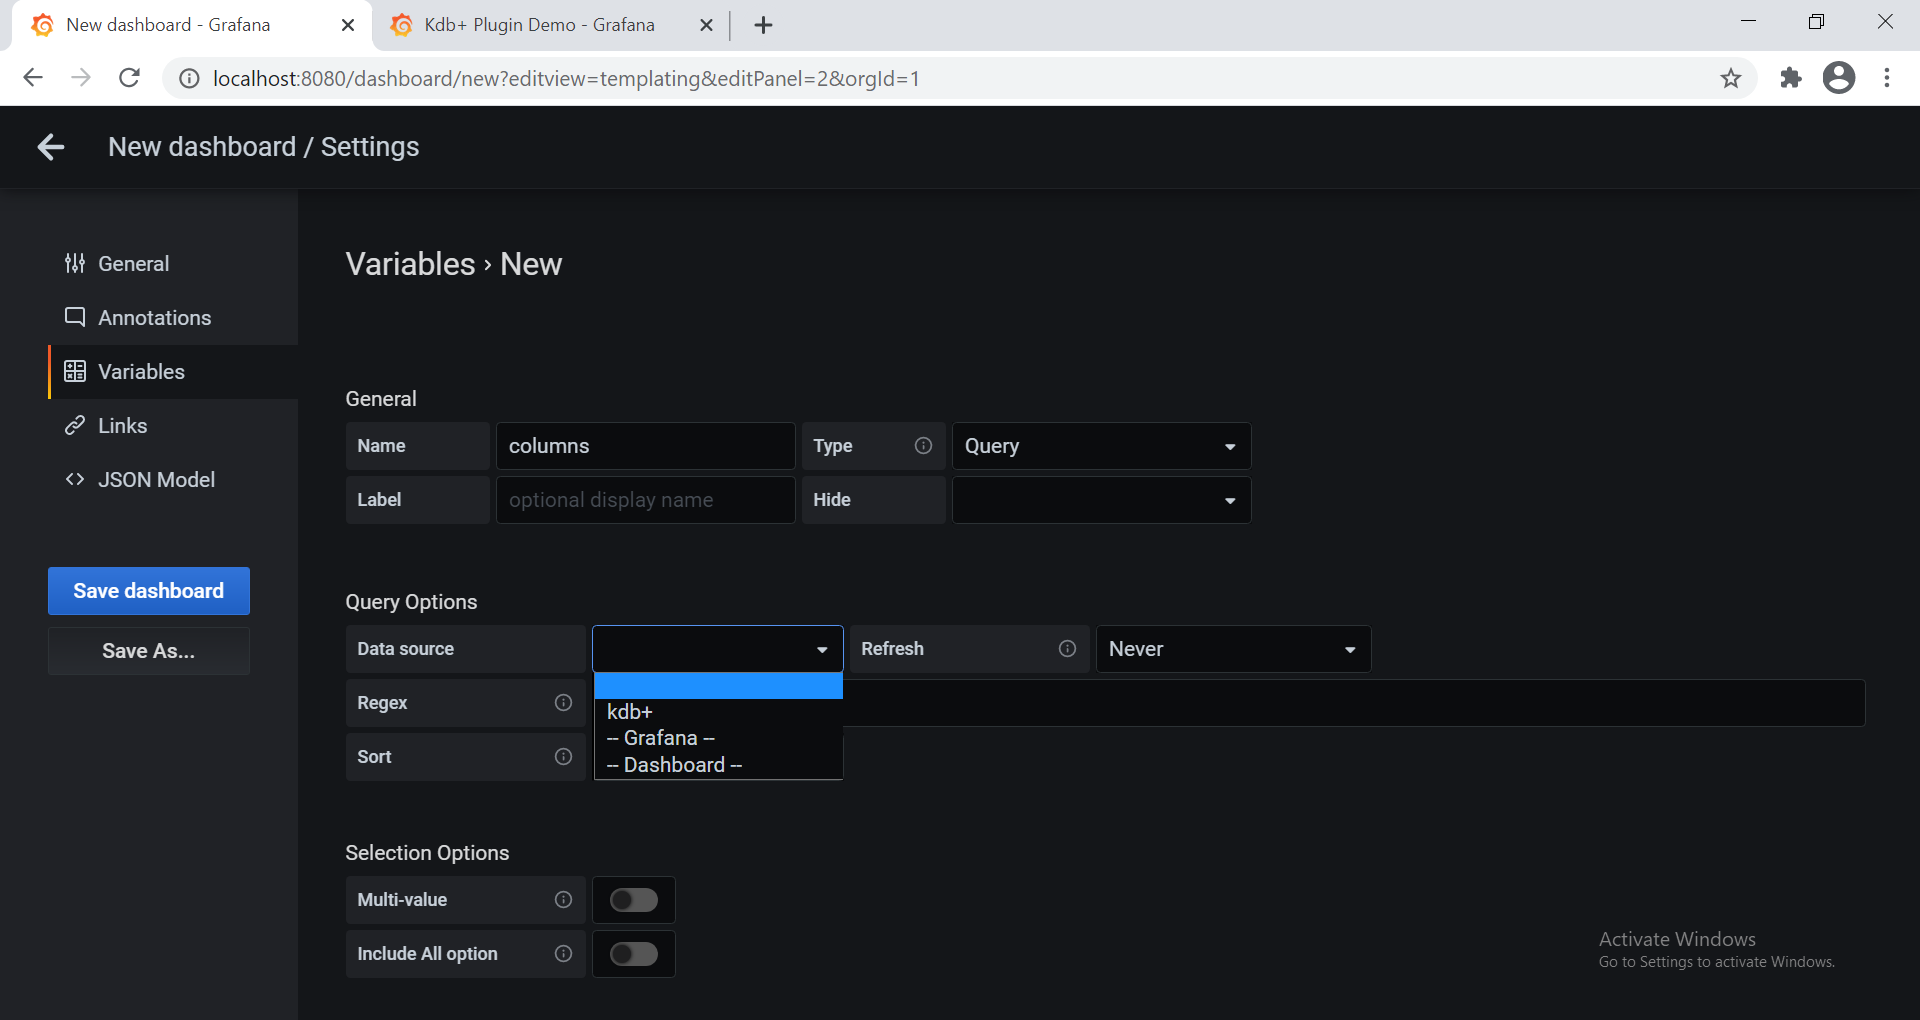 New dashboard - Grafana
Kdb+ Plugin Demo - Grafana
localhost:8080/dashboard/new?editview=templating&editPanel=2&orgId=1
New dashboard / Settings
General
Annotations
Variables
Links
JSON Model
Save dashboard
Save As...
Variables › New
General
Name columns Type Query
Label optional display name Hide
Query Options
Data source Refresh Never
Regex
kdb+
-- Grafana --
Sort
-- Dashboard --
Selection Options
Multi-value
Include All option
Activate Windows
Go to Settings to activate Windows.